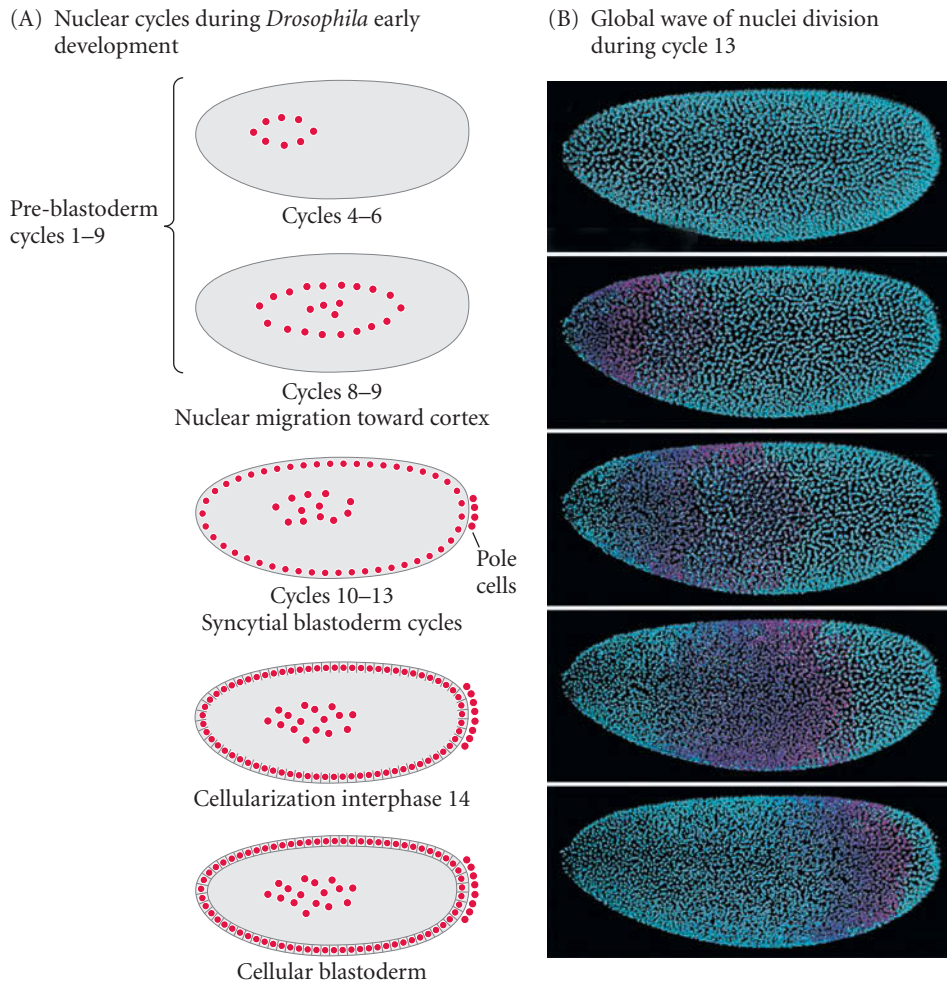 (A) Nuclear cycles during Drosophila early
development
Pre-blastoderm
cycles 1–9
Cycles 4–6
Cycles 8–9
Nuclear migration toward cortex
Pole
cells
Cycles 10–13
Syncytial blastoderm cycles
Cellularization interphase 14
Cellular blastoderm
(B) Global wave of nuclei division
during cycle 13